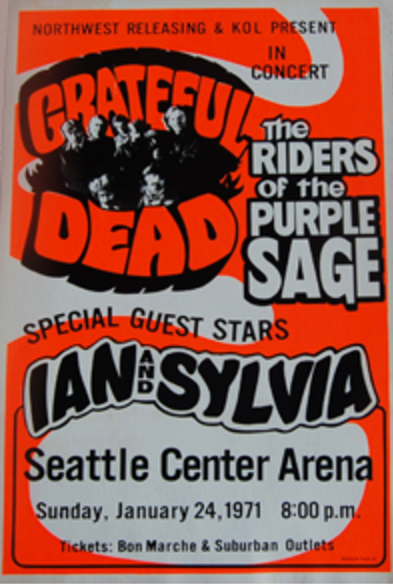 NORTHWEST RELEASING & KOL PRESENT
IN
CONCERT
GRATEFUL
DEAD
The
RIDERS
OF the
PURPLE
SAGE
SPECIAL GUEST STARS
IAN AND SYLVIA
Seattle Center Arena
Sunday, January 24, 1971 8:00 p.m.
Tickets: Bon Marche & Suburban Outlets